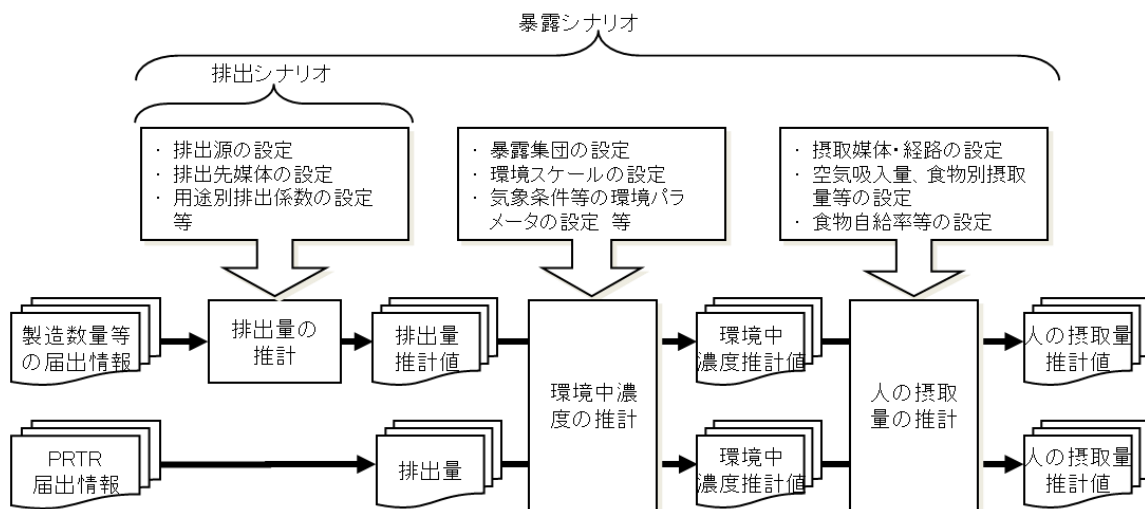 暴露シナリオ
排出シナリオ
・ 排出源の設定
・ 排出先媒体の設定
・ 用途別排出係数の設定
等
・ 暴露集団の設定
・ 環境スケールの設定
・ 気象条件等の環境パラ
メータの設定 等
・ 摂取媒体・経路の設定
・ 空気吸入量、食物別摂取
量等の設定
・ 食物自給率等の設定
製造数量等
の届出情報
排出量の
推計
排出量
推計値
環境中濃
度の推計
環境中
濃度推計値
人の摂取
量の推計
人の摂取量
推計値
PRTR
届出情報
排出量
環境中
濃度推計値
人の摂取量
推計値